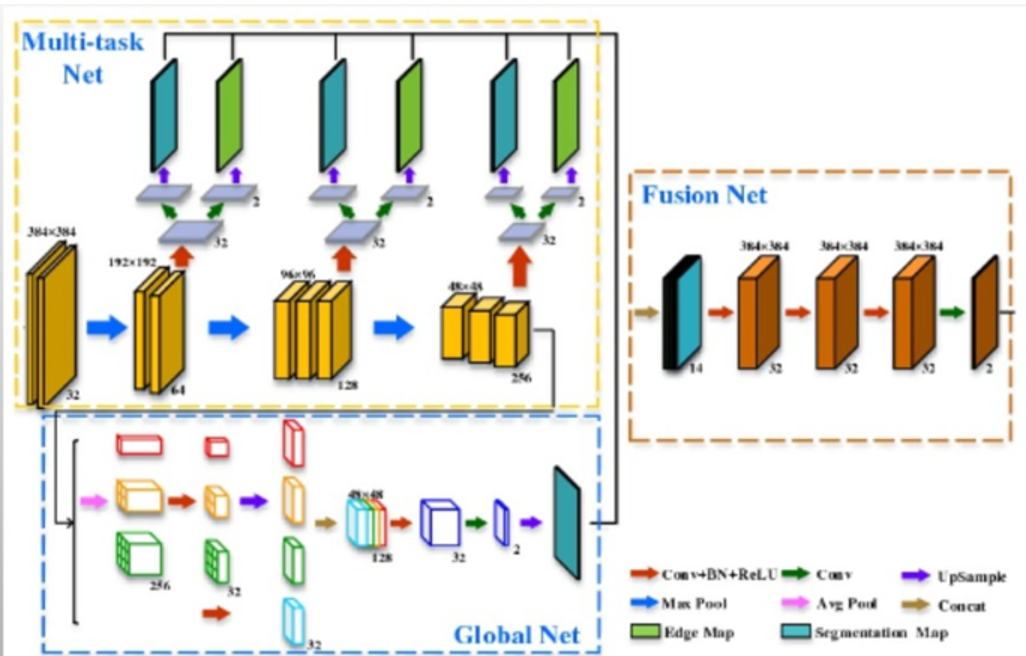 Multi-task
Net
2
2
2
32
32
32
384×384
192×192
96×96
48×48
32
64
128
256
Fusion Net
384×384
384×384
384×384
14
32
32
32
2
48×48
128
32
2
256
32
32
Global Net
Conv+BN+ReLU
Conv
UpSample
Max Pool
Avg Pool
Concat
Edge Map
Segmentation Map